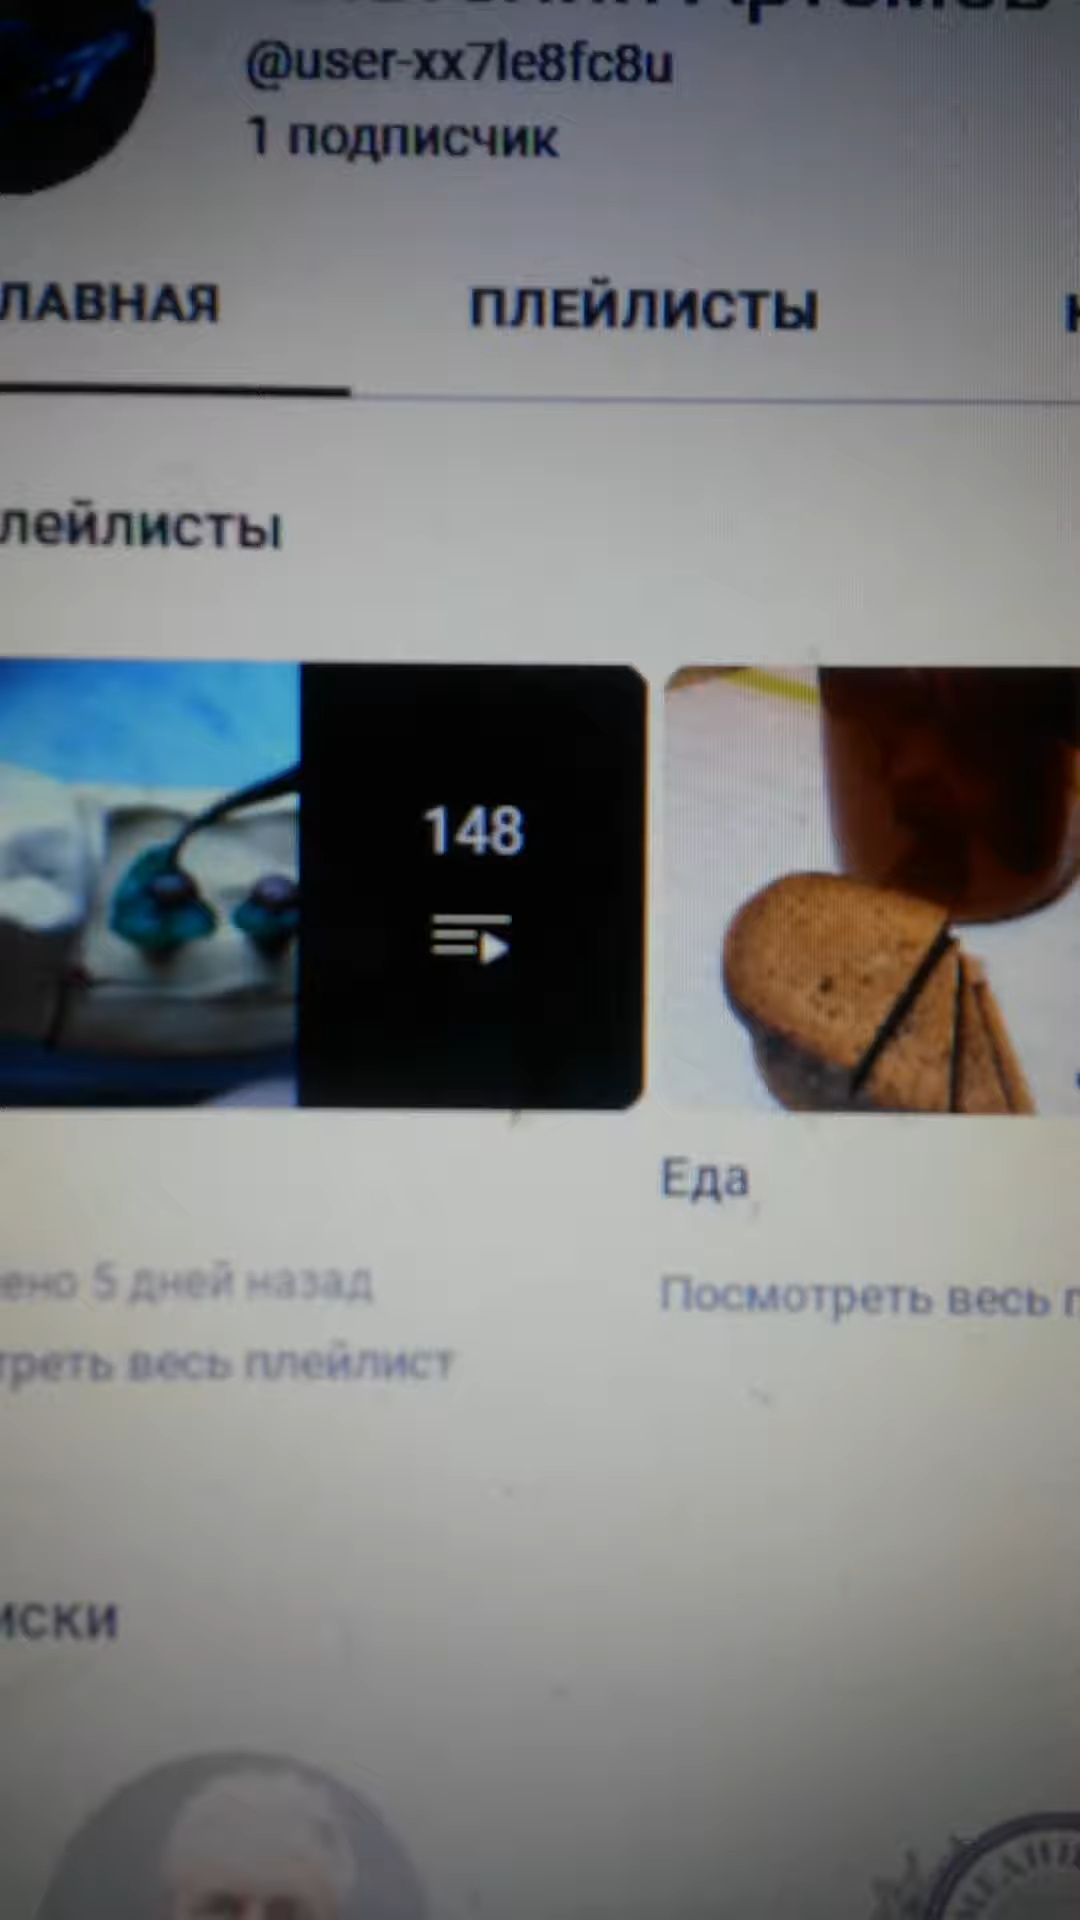 @user-xx7le8fc8u
1 подписчик
ЛАВНАЯ
ПЛЕЙЛИСТЫ
лейлисты
148
Еда
ено 5 дней назад
Посмотреть весь п
треть весь плейлист
иски